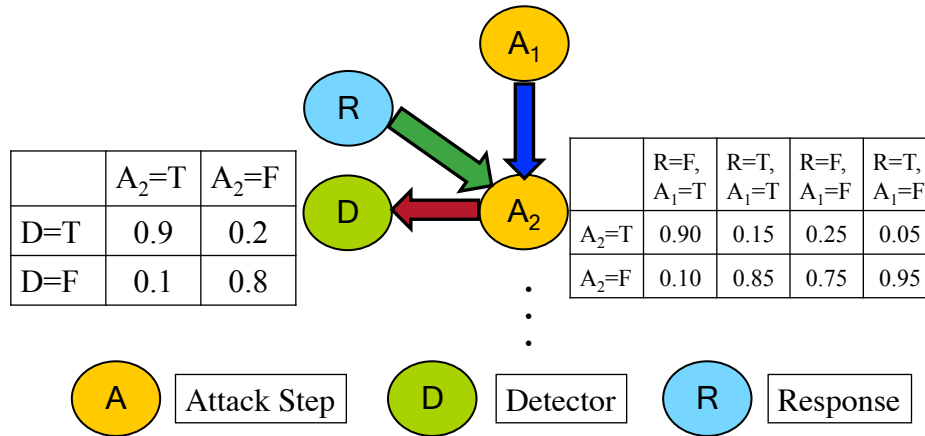 A₁
R
A₂=T A₂=F
D=T 0.9 0.2
D=F 0.1 0.8
D
A₂
R=F, A₁=T R=T, A₁=T R=F, A₁=F R=T, A₁=F
A₂=T 0.90 0.15 0.25 0.05
A₂=F 0.10 0.85 0.75 0.95
A Attack Step D Detector R Response